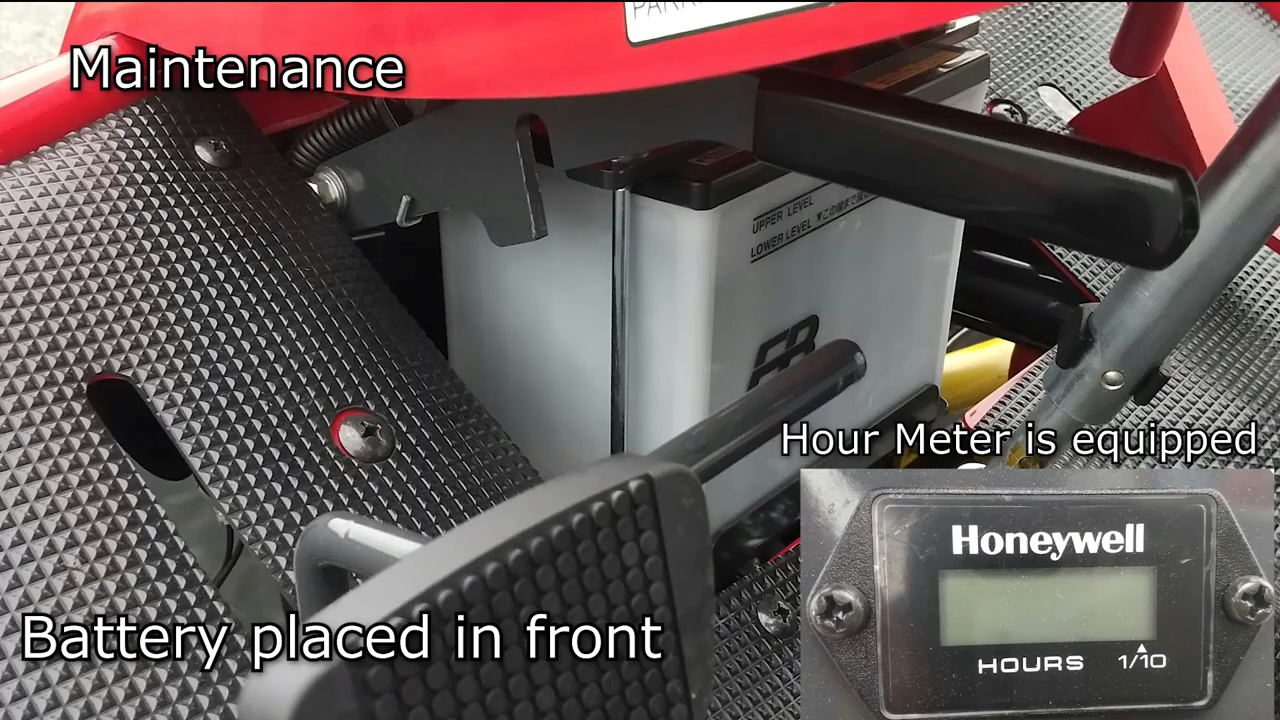 Maintenance
UPPER LEVEL
LOWER LEVEL
Hour Meter is equipped
Honeywell
HOURS 1/10
Battery placed in front